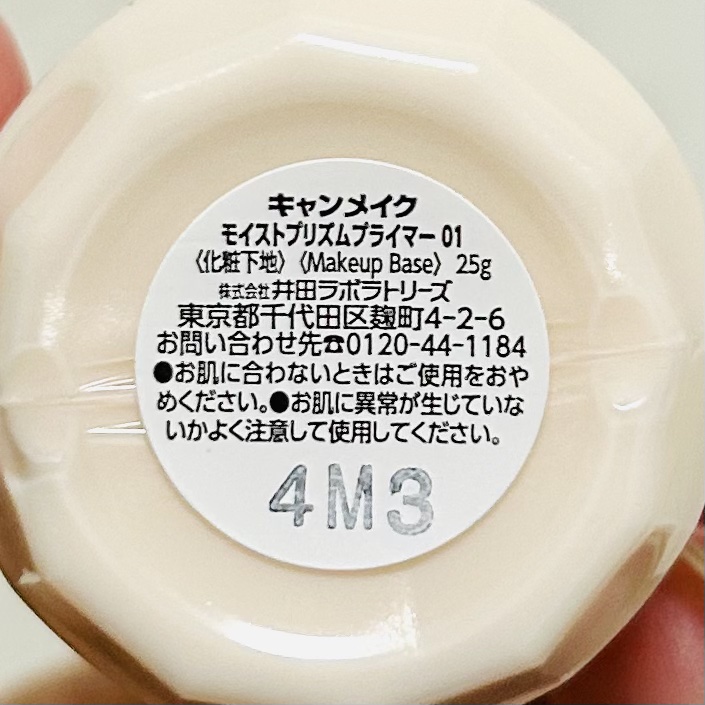 キャンメイク
モイストプリズムプライマー 01
〈化粧下地〉〈Makeup Base〉 25g
株式会社井田ラボラトリーズ
東京都千代田区麹町4-2-6
お問い合わせ先☎0120-44-1184
●お肌に合わないときはご使用をおや
めください。●お肌に異常が生じていな
いかよく注意して使用してください。
4M3